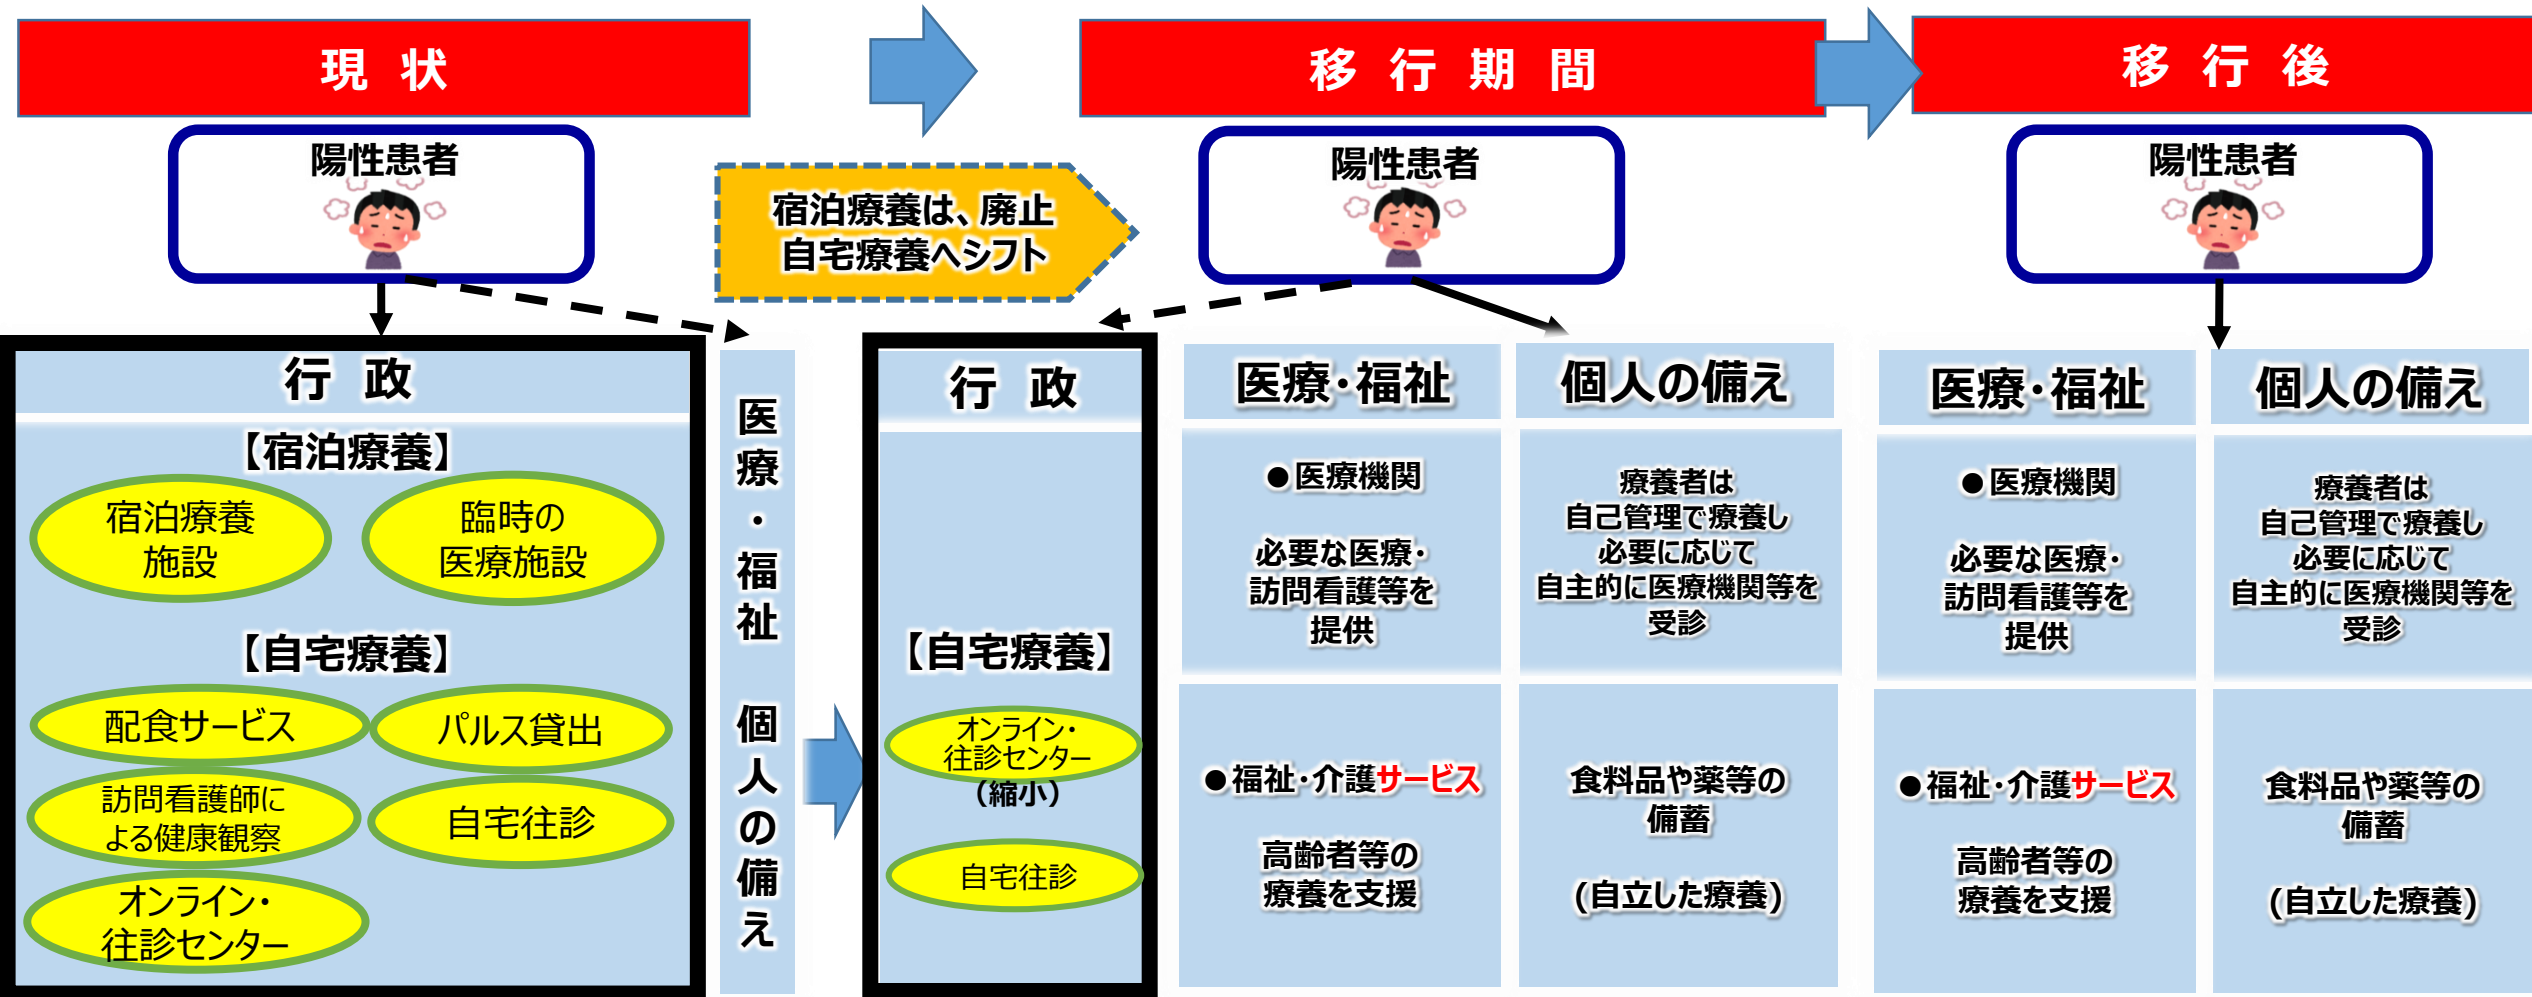 現 状
陽性患者
行 政
【宿泊療養】
宿泊療養
施設
臨時の
医療施設
【自宅療養】
配食サービス
パルス貸出
訪問看護師に
よる健康観察
自宅往診
オンライン・
往診センター
医療・福祉 個人の備え
宿泊療養は、廃止
自宅療養へシフト
移 行 期 間
陽性患者
行 政
【自宅療養】
オンライン・
往診センター
（縮小）
自宅往診
医療・福祉
●医療機関
必要な医療・
訪問看護等を
提供
●福祉・介護サービス
高齢者等の
療養を支援
個人の備え
療養者は
自己管理で療養し
必要に応じて
自主的に医療機関等を
受診
食料品や薬等の
備蓄
(自立した療養)
移 行 後
陽性患者
医療・福祉
●医療機関
必要な医療・
訪問看護等を
提供
●福祉・介護サービス
高齢者等の
療養を支援
個人の備え
療養者は
自己管理で療養し
必要に応じて
自主的に医療機関等を
受診
食料品や薬等の
備蓄
(自立した療養)